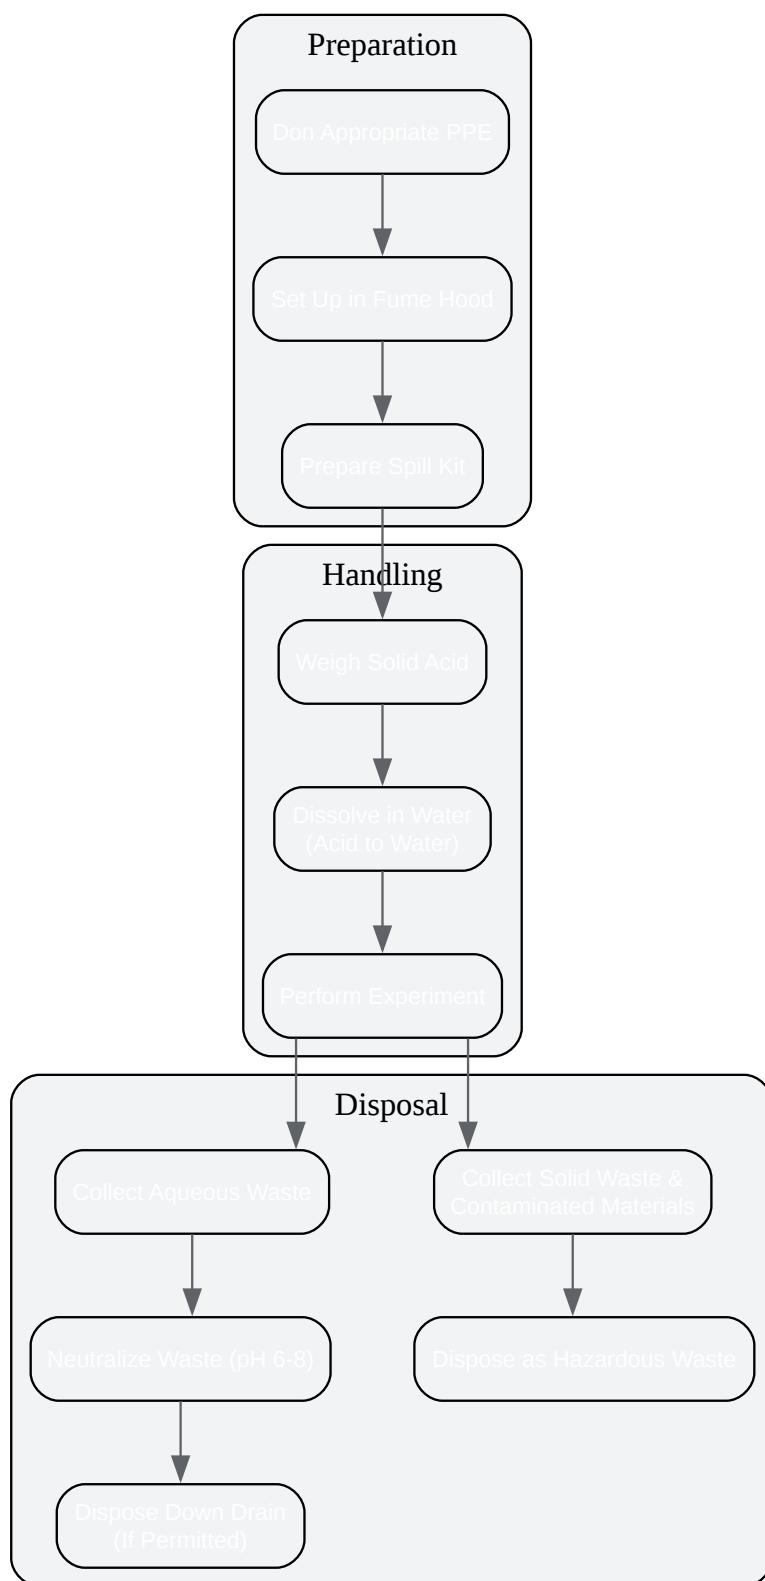 Preparation
Don Appropriate PPE
Set Up in Fume Hood
Prepare Spill Kit
Handling
Weigh Solid Acid
Dissolve in Water
(Acid to Water)
Perform Experiment
Disposal
Collect Aqueous Waste
Collect Solid Waste &
Contaminated Materials
Neutralize Waste (pH 6-8)
Dispose as Hazardous Waste
Dispose Down Drain
(If Permitted)